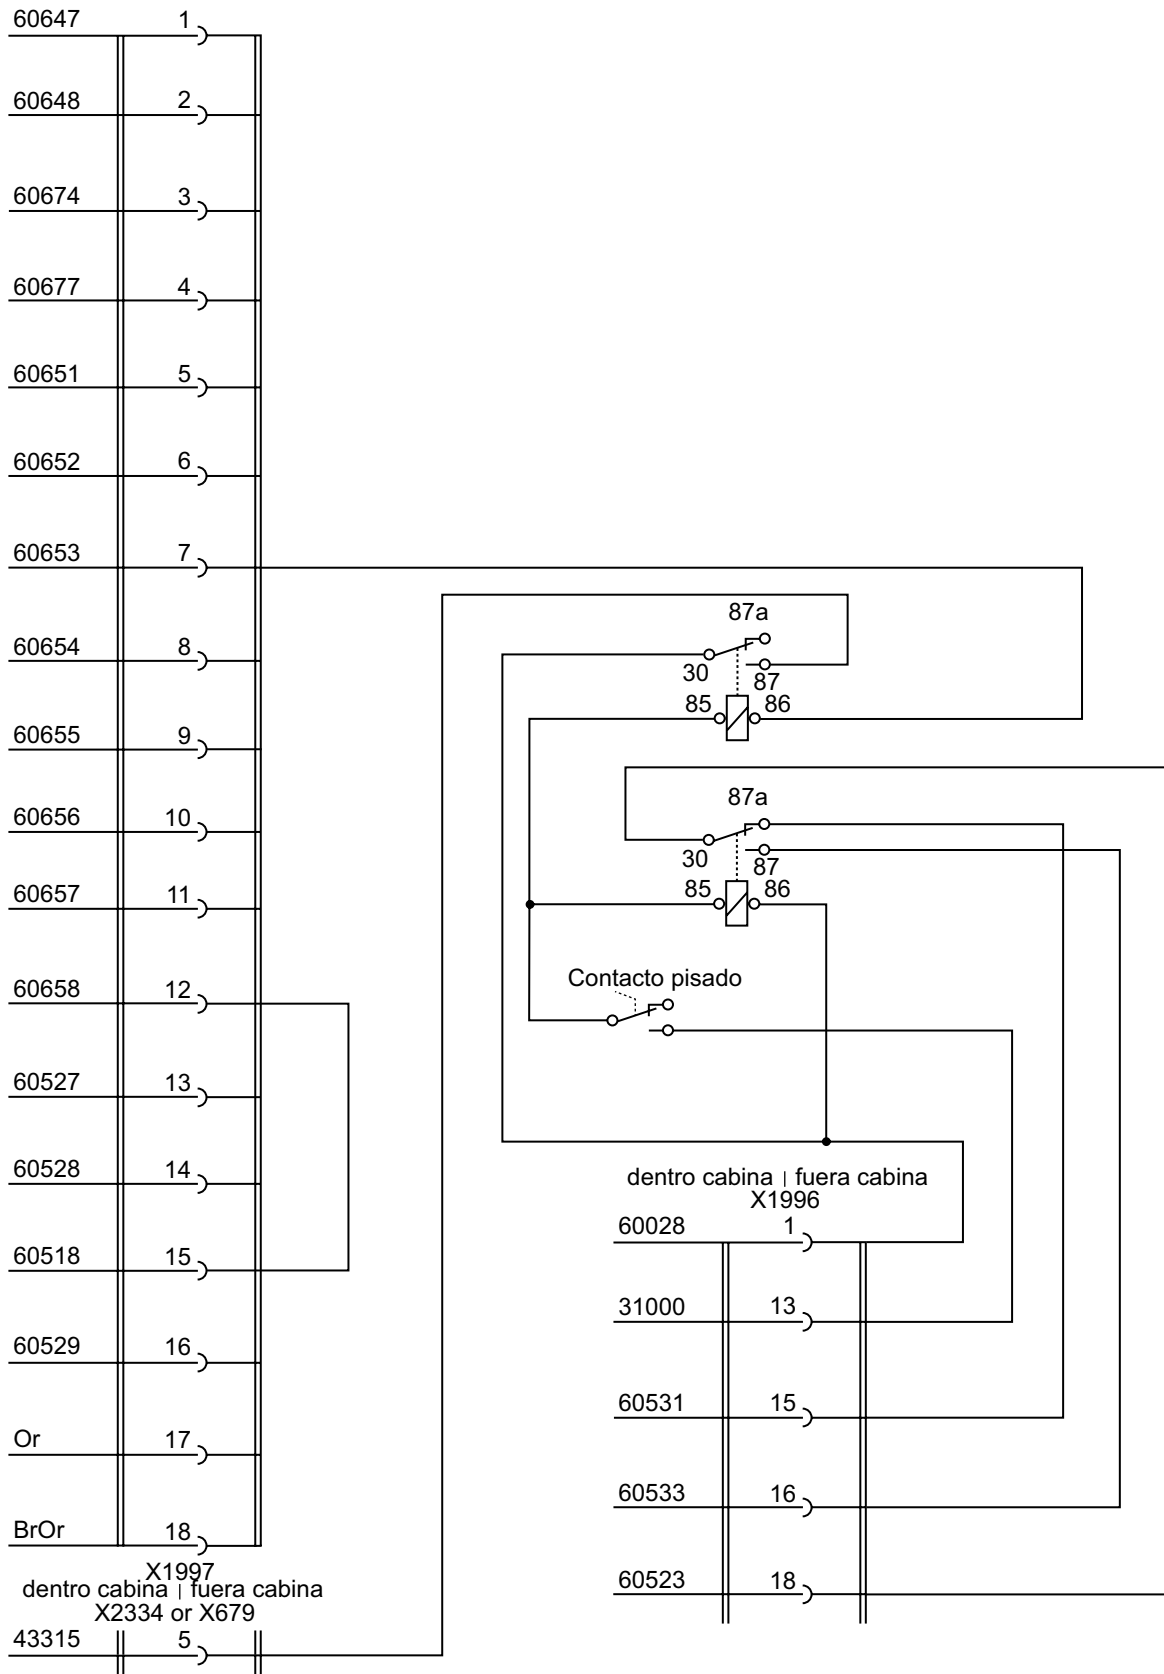 60647 1
60648 2
60674 3
60677 4
60651 5
60652 6
60653 7
60654 8
60655 9
60656 10
60657 11
60658 12
60527 13
60528 14
60518 15
60529 16
Or 17
BrOr 18
X1997
dentro cabina | fuera cabina
X2334 or X679
43315 5
87a
30
87
85 86
87a
30
87
85 86
Contacto pisado
dentro cabina | fuera cabina
X1996
60028 1
31000 13
60531 15
60533 16
60523 18